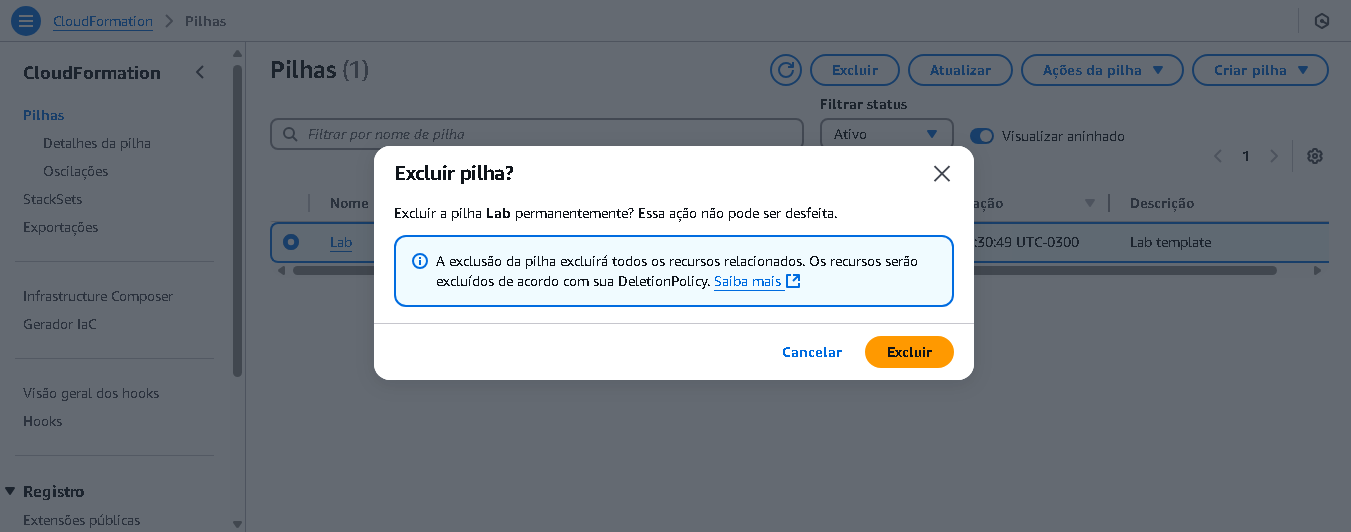 CloudFormation > Pilhas
CloudFormation
Pilhas
Detalhes da pilha
Oscilações
StackSets
Exportações
Infrastructure Composer
Gerador IaC
Visão geral dos hooks
Hooks
Registro
Extensões públicas
Pilhas (1)
Excluir
Atualizar
Ações da pilha
Criar pilha
Filtrar status
Filtrar por nome de pilha
Ativo
Visualizar aninhado
1
Nome
Descrição
Lab
:30:49 UTC-0300
Lab template
Excluir pilha?
Excluir a pilha Lab permanentemente? Essa ação não pode ser desfeita.
A exclusão da pilha excluirá todos os recursos relacionados. Os recursos serão
excluídos de acordo com sua DeletionPolicy. Saiba mais
Cancelar
Excluir